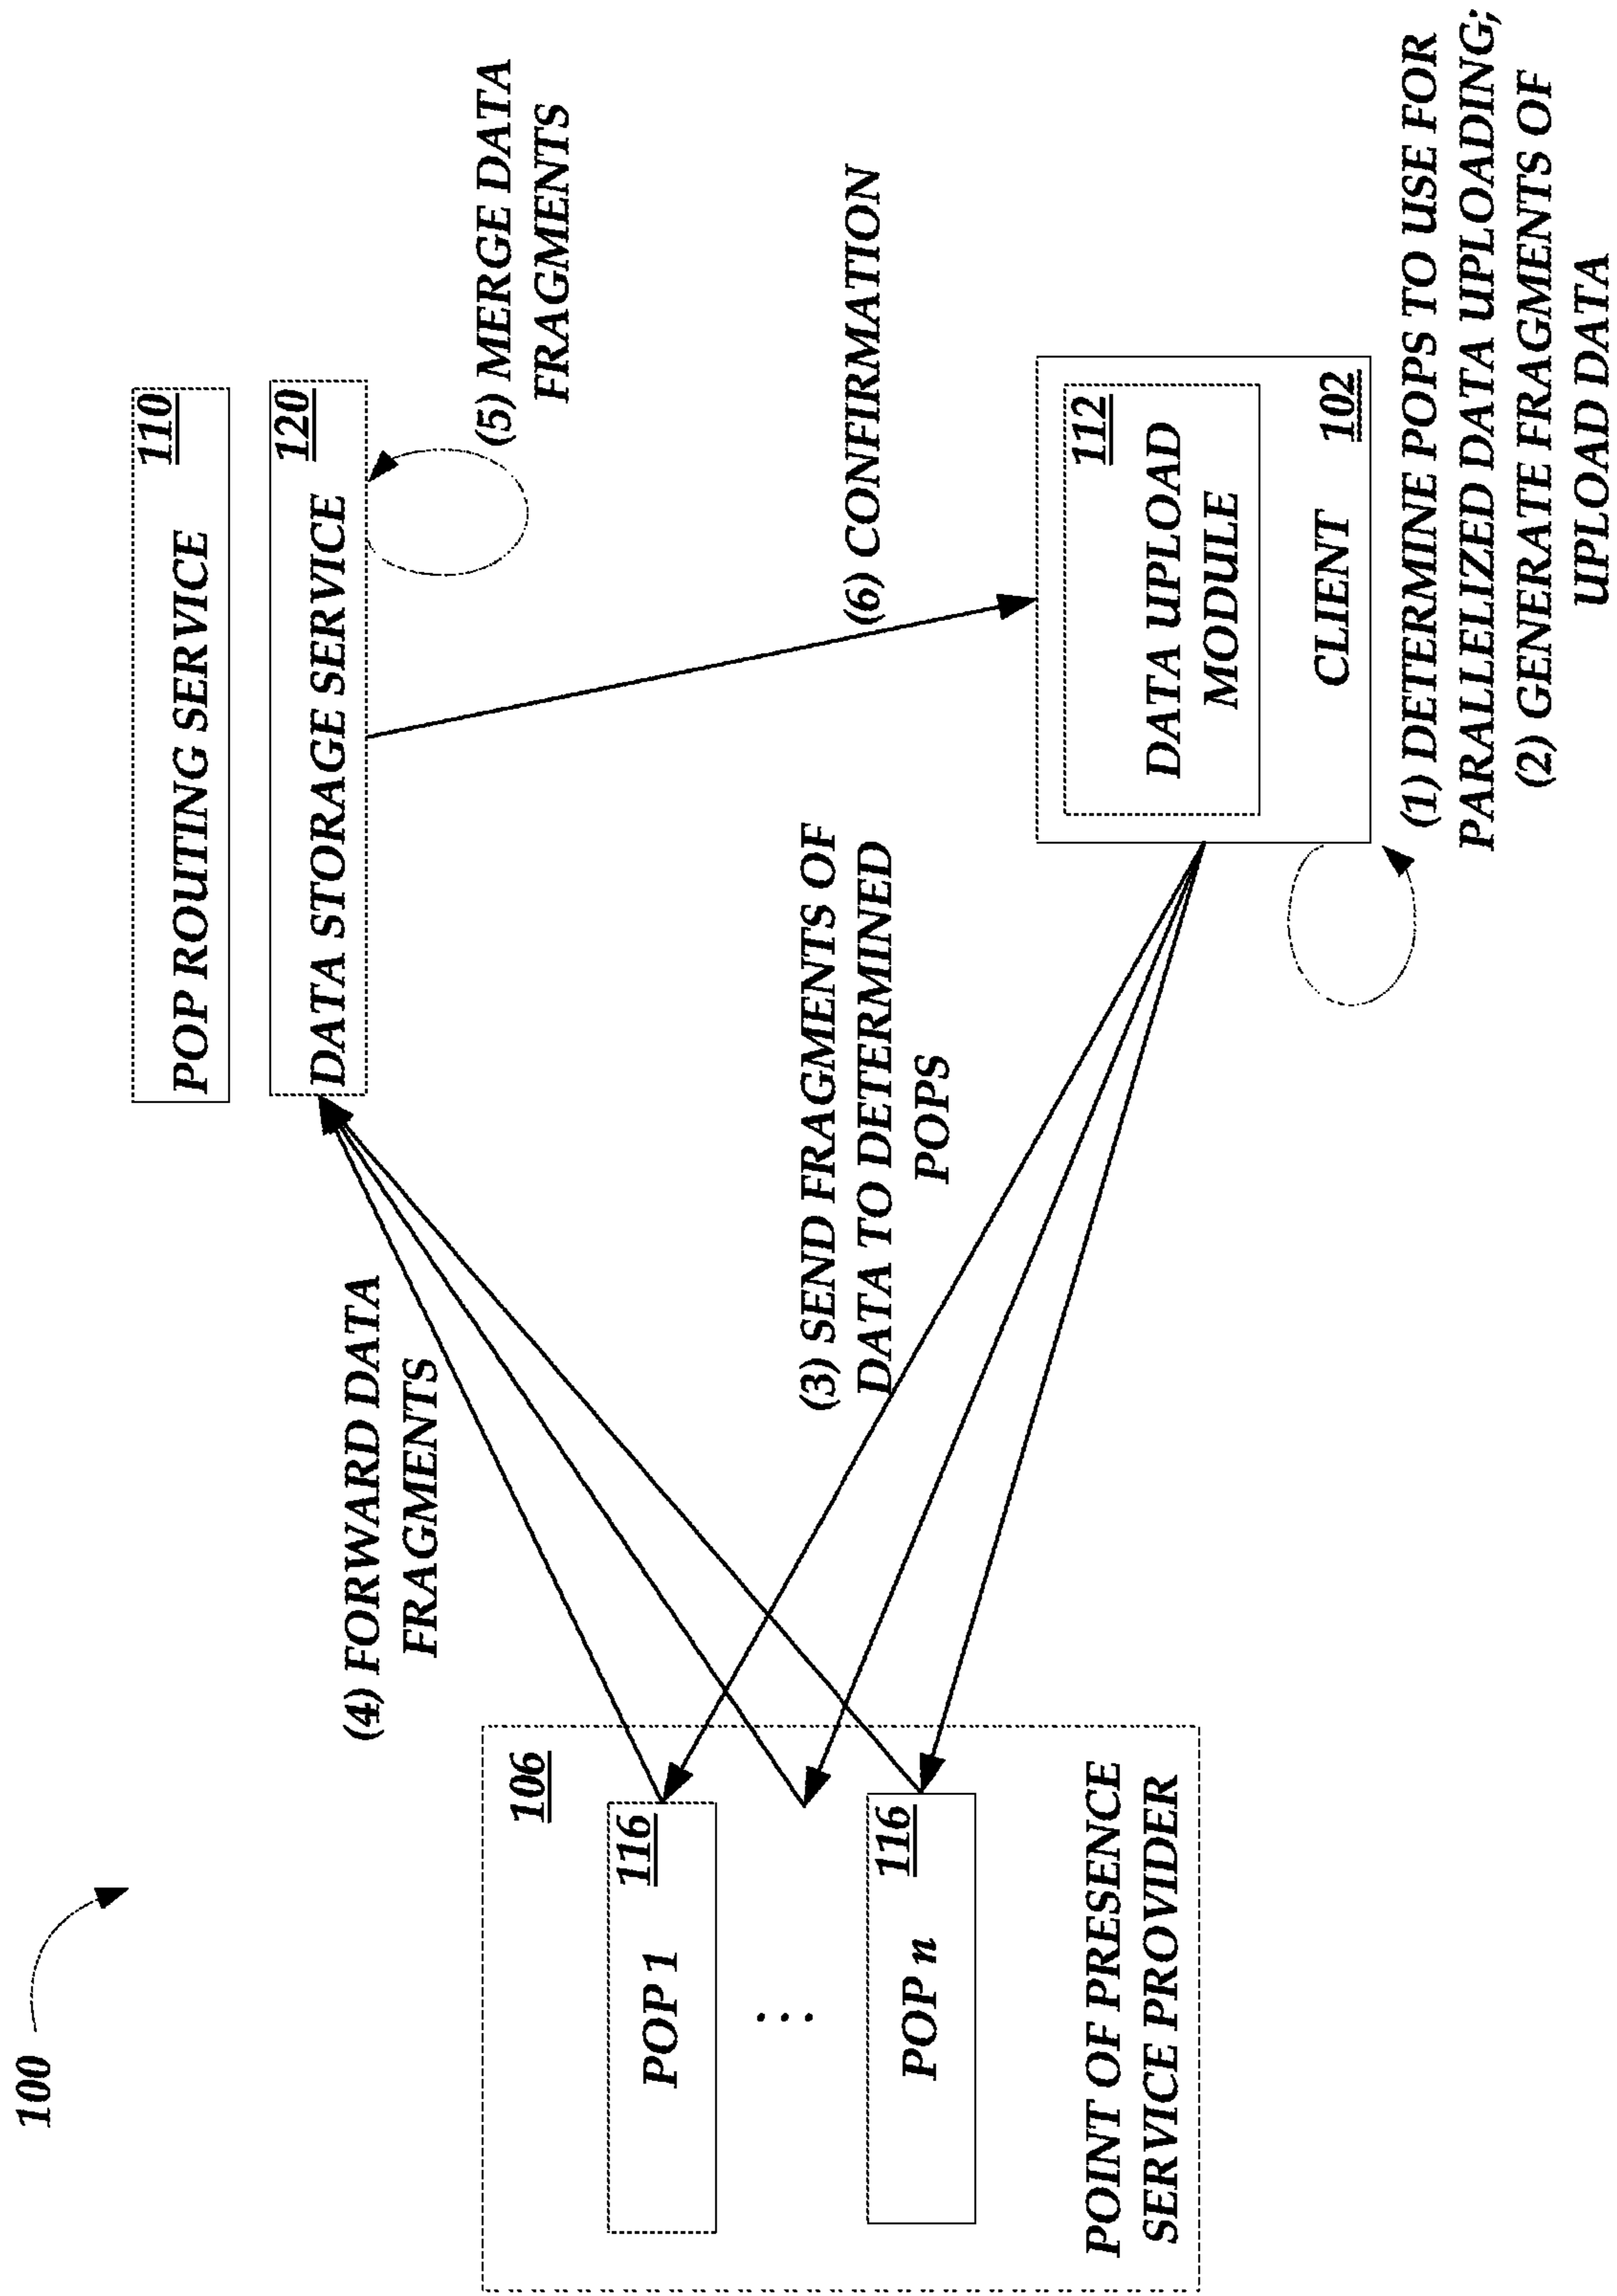 100
POP ROUTING SERVICE
110
DATA STORAGE SERVICE
120
(4) FORWARD DATA
FRAGMENTS
(5) MERGE DATA
FRAGMENTS
106
POP 1
116
...
POP n
116
POINT OF PRESENCE
SERVICE PROVIDER
(3) SEND FRAGMENTS OF
DATA TO DETERMINED
POPS
(6) CONFIRMATION
112
DATA UPLOAD
MODULE
CLIENT
102
(1) DETERMINE POPS TO USE FOR
PARALLELIZED DATA UPLOADING;
(2) GENERATE FRAGMENTS OF
UPLOAD DATA